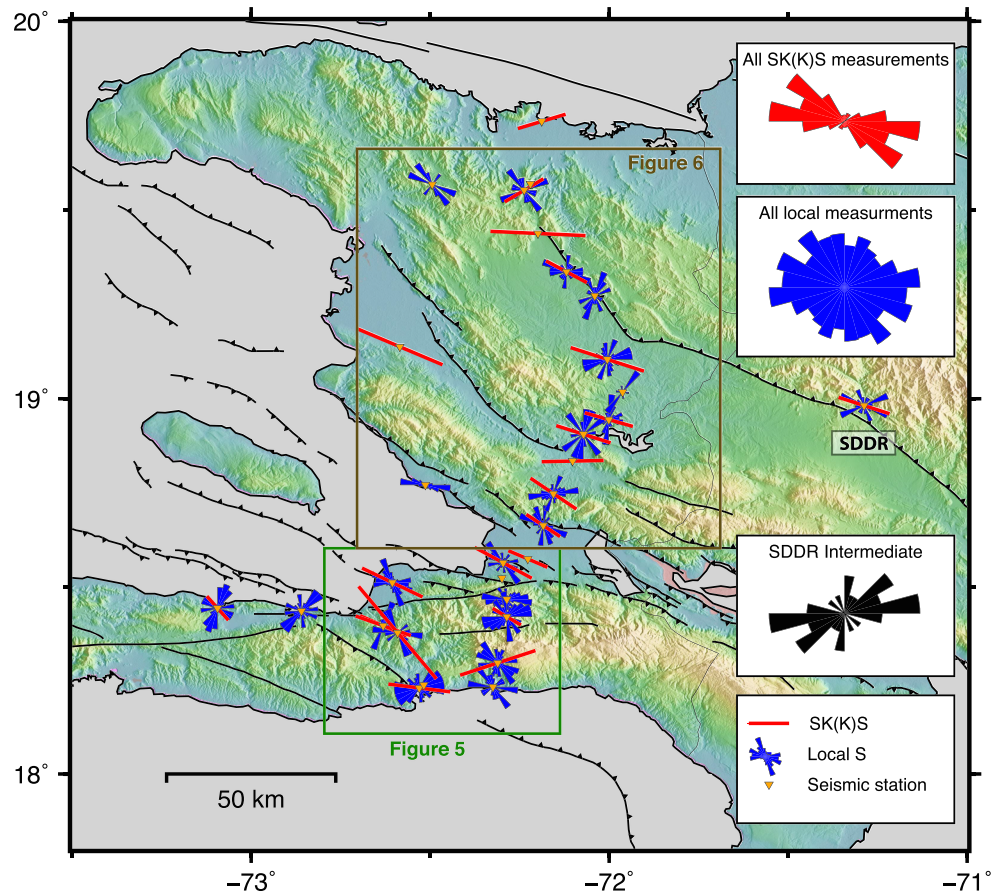 20°
19°
18°
All SK(K)S measurements
Figure 6
All local measurments
SDDR
SDDR Intermediate
Figure 5
SK(K)S
Local S
Seismic station
50 km
−73°
−72°
−71°